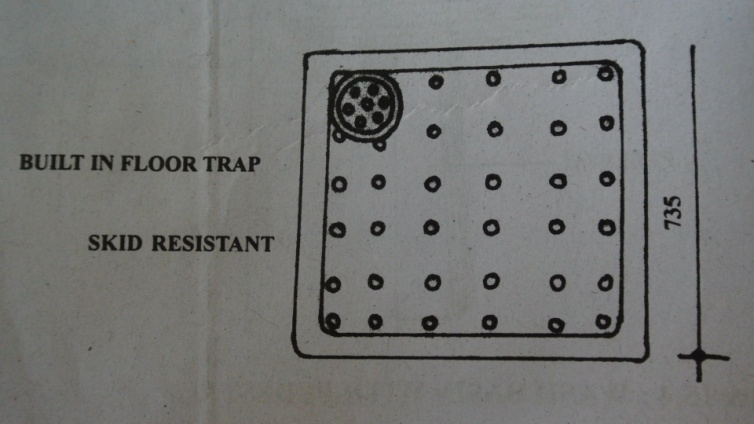 BUILT IN FLOOR TRAP
SKID RESISTANT
735